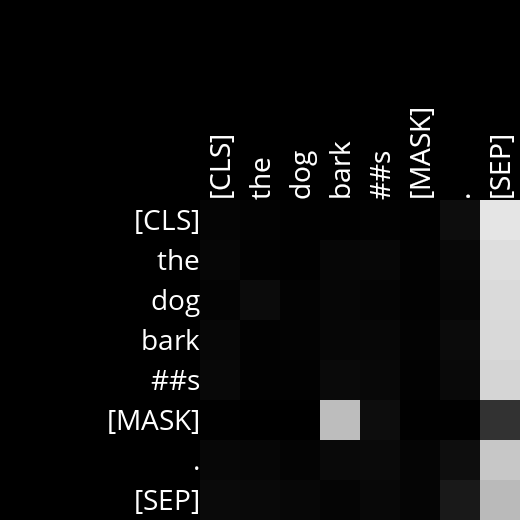 [CLS] the dog bark ##s [MASK] . [SEP]
[CLS]
the
dog
bark
##s
[MASK]
.
[SEP]